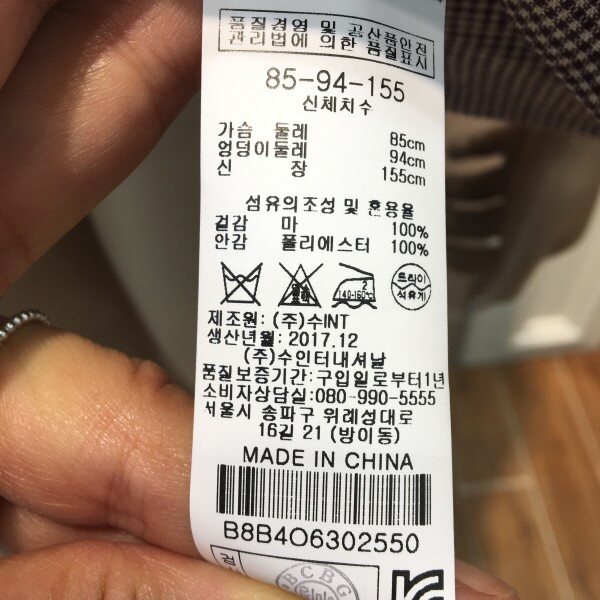 품질경영 및 공산품안전
관리법에 의한 품질표시
85-94-155
신체치수
가슴 둘레 85cm
엉덩이둘레 94cm
신 장 155cm
섬유의조성 및 혼용율
겉감 마 100%
안감 폴리에스터 100%
2
140-160℃
드라이
석유계
제조원: (주)수INT
생산년월: 2017.12
(주)수인터내셔날
품질보증기간: 구입일로부터1년
소비자상담실: 080-990-5555
서울시 송파구 위례성대로
16길 21 (방이동)
MADE IN CHINA
B8B4O6302550
BCBG